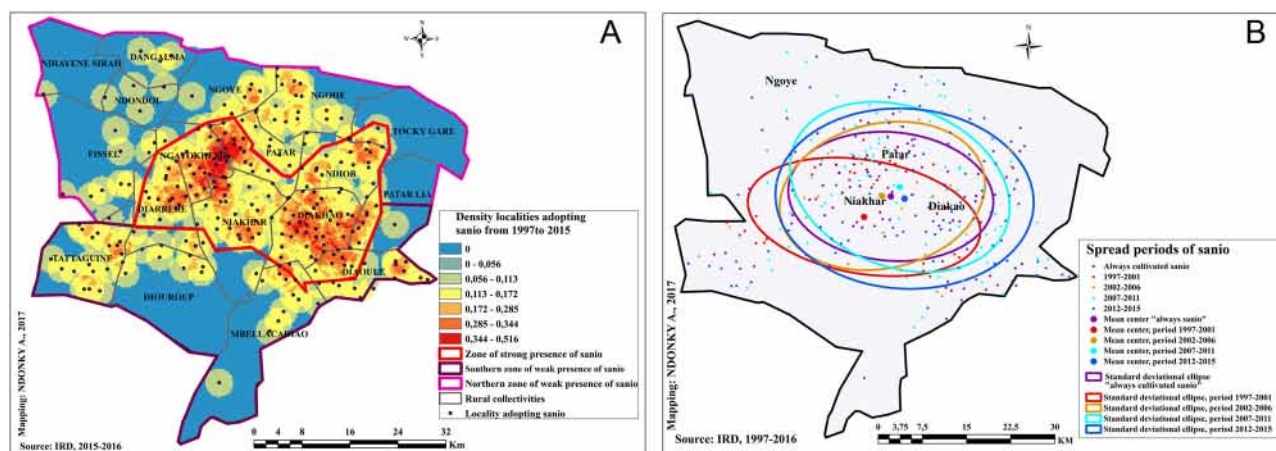 A
N
W E
S
NDIAYENE SIRAH
DANGALMA
NDONDOL
NGOYE
NGOHE
TOCKY GARE
FISSEL
NGAYOKHEME
PATAR
NDIOB
PATAR LIA
DIARRERE
NIAKHAR
DIAKHAO
TATTAGUINE
DIAOULE
DIOUROUP
MBELLACADIAO
Density localities adopting
sanio from 1997to 2015
0
0 - 0,056
0,056 - 0,113
0,113 - 0,172
0,172 - 0,285
0,285 - 0,344
0,344 - 0,516
Zone of strong presence of sanio
Southern zone of weak presence of sanio
Northern zone of weak presence of sanio
Rural collectivities
Locality adopting sanio
Mapping: NDONKY A., 2017
Source: IRD, 2015-2016
0 4 8 16 24 32
Km
B
N
Ngoye
Patar
Niakhar
Diakao
Spread periods of sanio
Always cultivated sanio
1997-2001
2002-2006
2007-2011
2012-2015
Mean center "always sanio"
Mean center, period 1997-2001
Mean center, period 2002-2006
Mean center, period 2007-2011
Mean center, period 2012-2015
Standard deviational ellipse
"always cultivated sanio"
Standard deviational ellipse, period 1997-2001
Standard deviational ellipse, period 2002-2006
Standard deviational ellipse, period 2007-2011
Standard deviational ellipse, period 2012-2015
Mapping: NDONKY A., 2017
Source: IRD, 1997-2016
0 3,75 7,5 15 22,5 30
KM